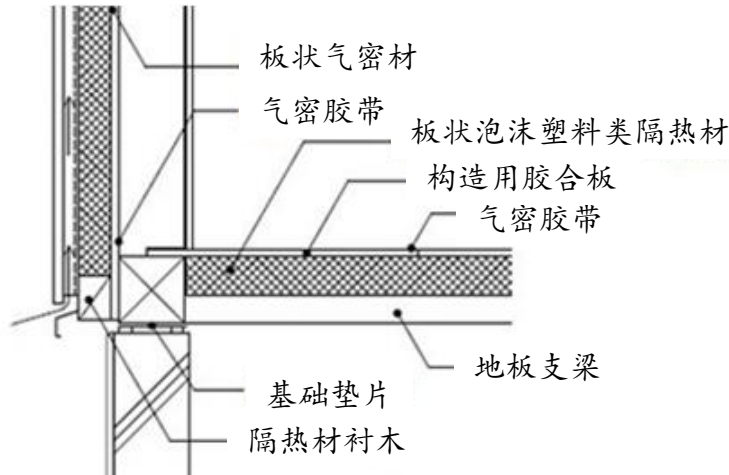 板状气密材
气密胶带
板状泡沫塑料类隔热材
构造用胶合板
气密胶带
地板支梁
基础垫片
隔热材衬木